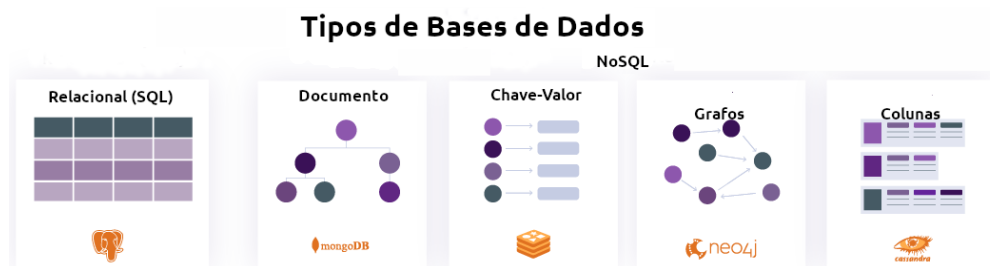 Tipos de Bases de Dados
NoSQL
Relacional (SQL)
Documento
Chave-Valor
Grafos
Colunas
mongoDB
neo4j
cassandra